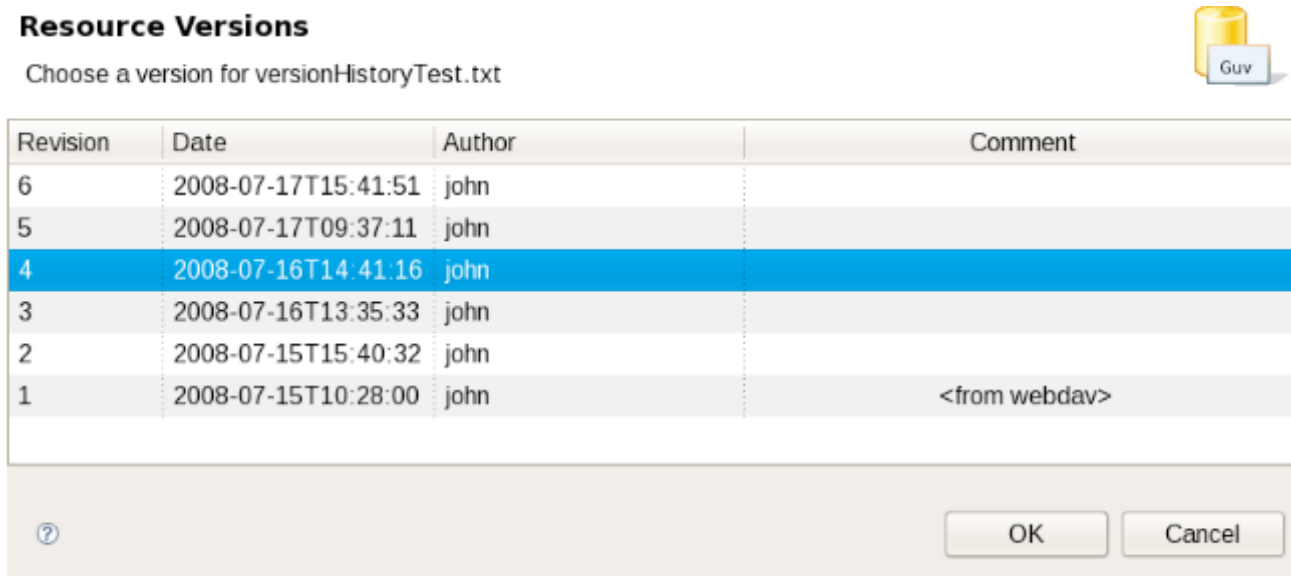 Resource Versions
Choose a version for versionHistoryTest.txt
Guv
Revision Date Author Comment
6 2008-07-17T15:41:51 john
5 2008-07-17T09:37:11 john
4 2008-07-16T14:41:16 john
3 2008-07-16T13:35:33 john
2 2008-07-15T15:40:32 john
1 2008-07-15T10:28:00 john <from webdav>
? OK Cancel